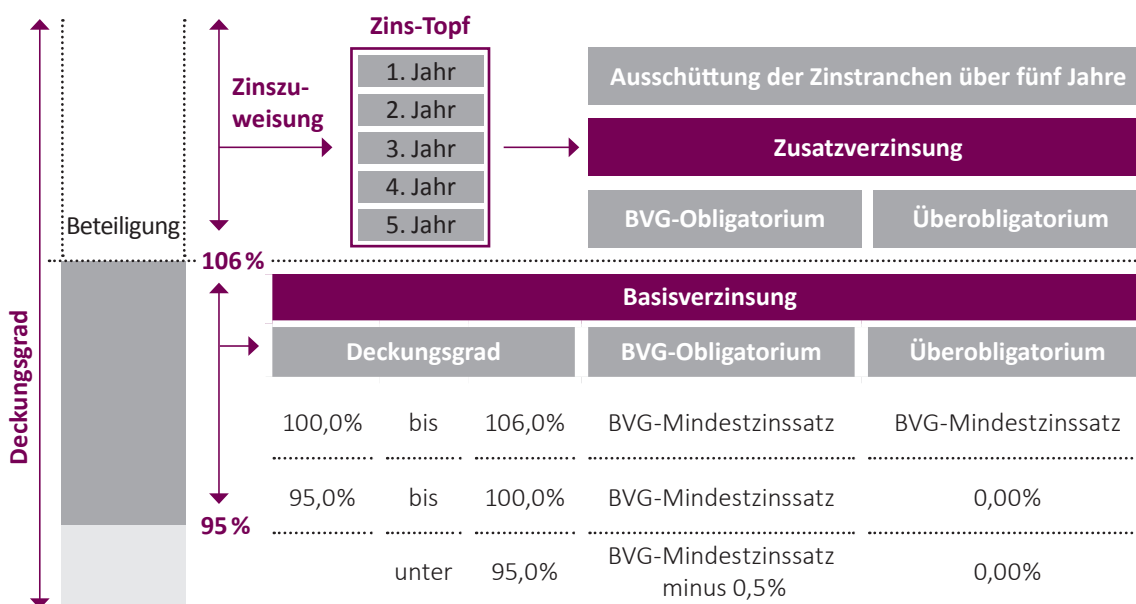 Zins-Topf
1. Jahr
2. Jahr
3. Jahr
4. Jahr
5. Jahr
Zinszu-
weisung
Ausschüttung der Zinstranchen über fünf Jahre
Zusatzverzinsung
BVG-Obligatorium Überobligatorium
Beteiligung
Deckungsgrad
106 %
95 %
Basisverzinsung
Deckungsgrad BVG-Obligatorium Überobligatorium
100,0% bis 106,0% BVG-Mindestzinssatz BVG-Mindestzinssatz
95,0% bis 100,0% BVG-Mindestzinssatz 0,00%
unter 95,0% BVG-Mindestzinssatz
minus 0,5% 0,00%